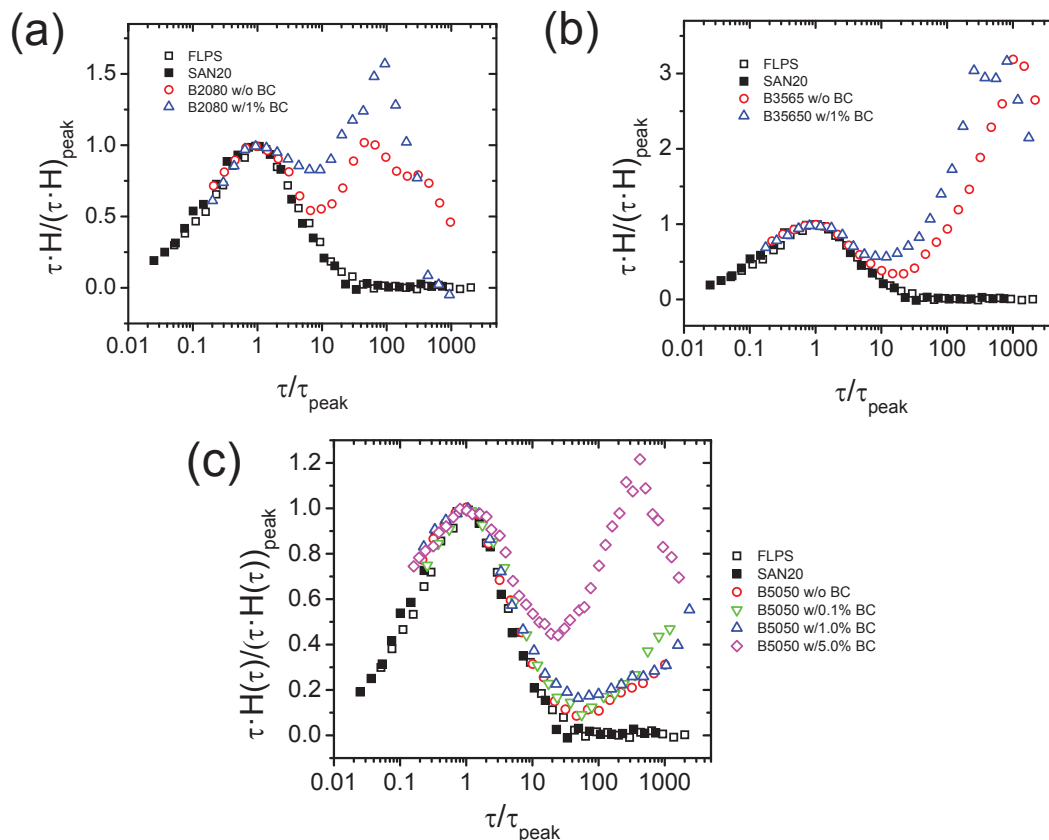 (a)
FLPS
SAN20
B2080 w/o BC
B2080 w/1% BC
1.5
1.0
0.5
0.0
τ·H/(τ·H)peak
0.01 0.1 1 10 100 1000
τ/τpeak
(b)
FLPS
SAN20
B3565 w/o BC
B35650 w/1% BC
4
3
2
1
0
τ·H/(τ·H)peak
0.01 0.1 1 10 100 1000
τ/τpeak
(c)
1.2
1.0
0.8
0.6
0.4
0.2
0.0
τ·H(τ)/(τ·H(τ))peak
0.01 0.1 1 10 100 1000
τ/τpeak
FLPS
SAN20
B5050 w/o BC
B5050 w/0.1% BC
B5050 w/1.0% BC
B5050 w/5.0% BC